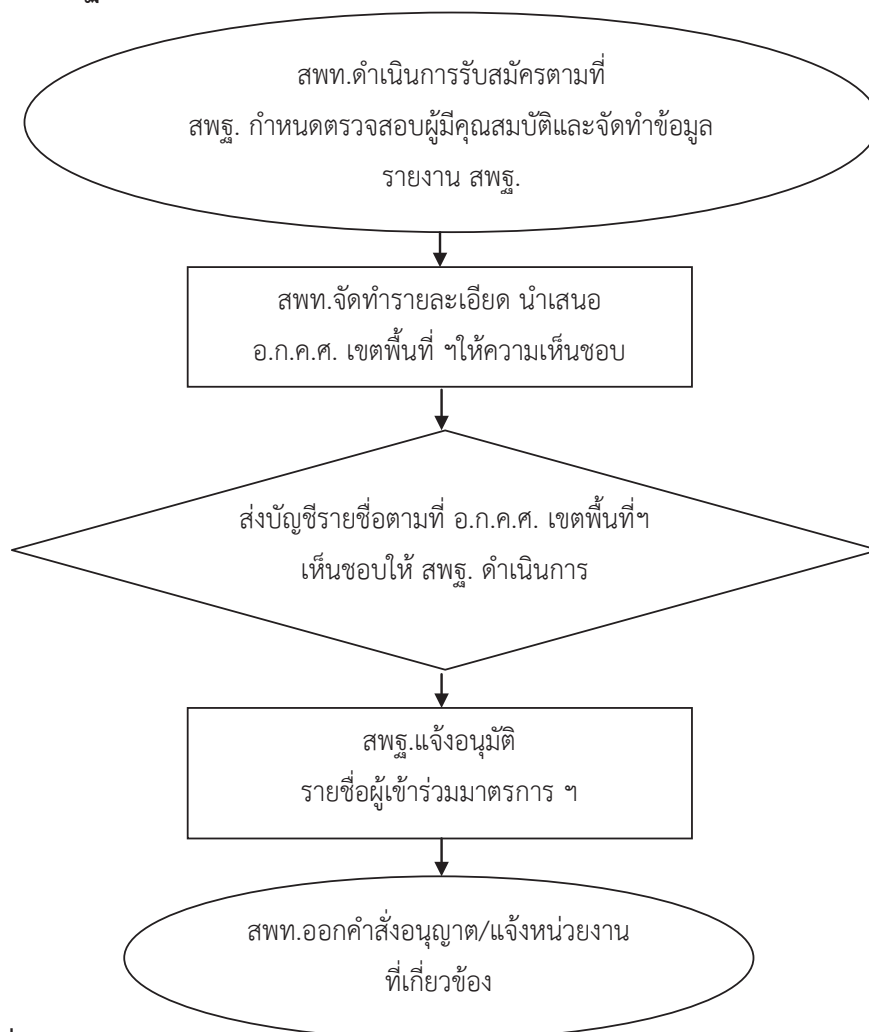 สพท.ดำเนินการรับสมัครตามที่
สพฐ. กำหนดตรวจสอบผู้มีคุณสมบัติและจัดทำข้อมูล
รายงาน สพฐ.
สพท.จัดทำรายละเอียด นำเสนอ
อ.ก.ค.ศ. เขตพื้นที่ ฯให้ความเห็นชอบ
ส่งบัญชีรายชื่อตามที่ อ.ก.ค.ศ. เขตพื้นที่ฯ
เห็นชอบให้ สพฐ. ดำเนินการ
สพฐ.แจ้งอนุมัติ
รายชื่อผู้เข้าร่วมมาตรการ ฯ
สพท.ออกคำสั่งอนุญาต/แจ้งหน่วยงาน
ที่เกี่ยวข้อง